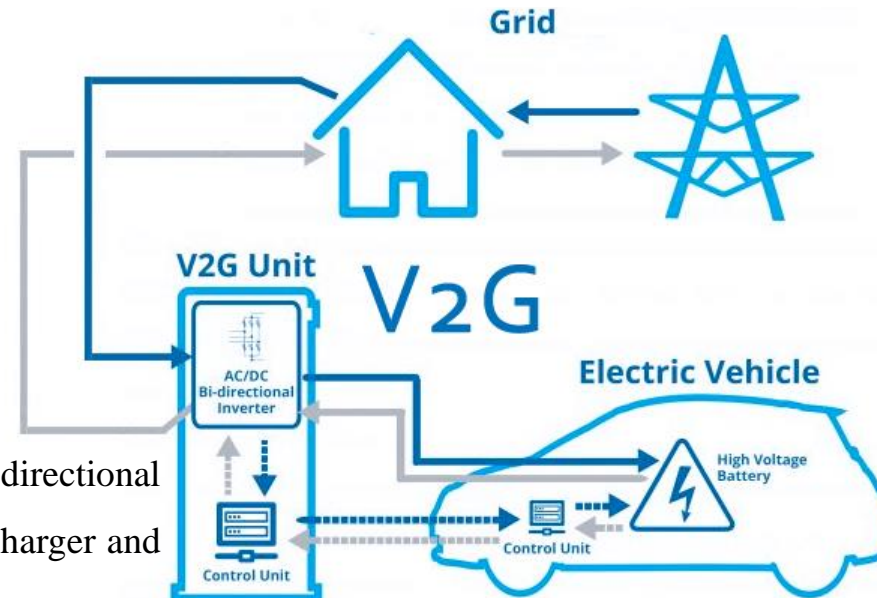 Grid
V2G Unit
V2G
AC/DC
Bi-directional
Inverter
Electric Vehicle
High Voltage
Battery
directional
harger and
Control Unit
Control Unit